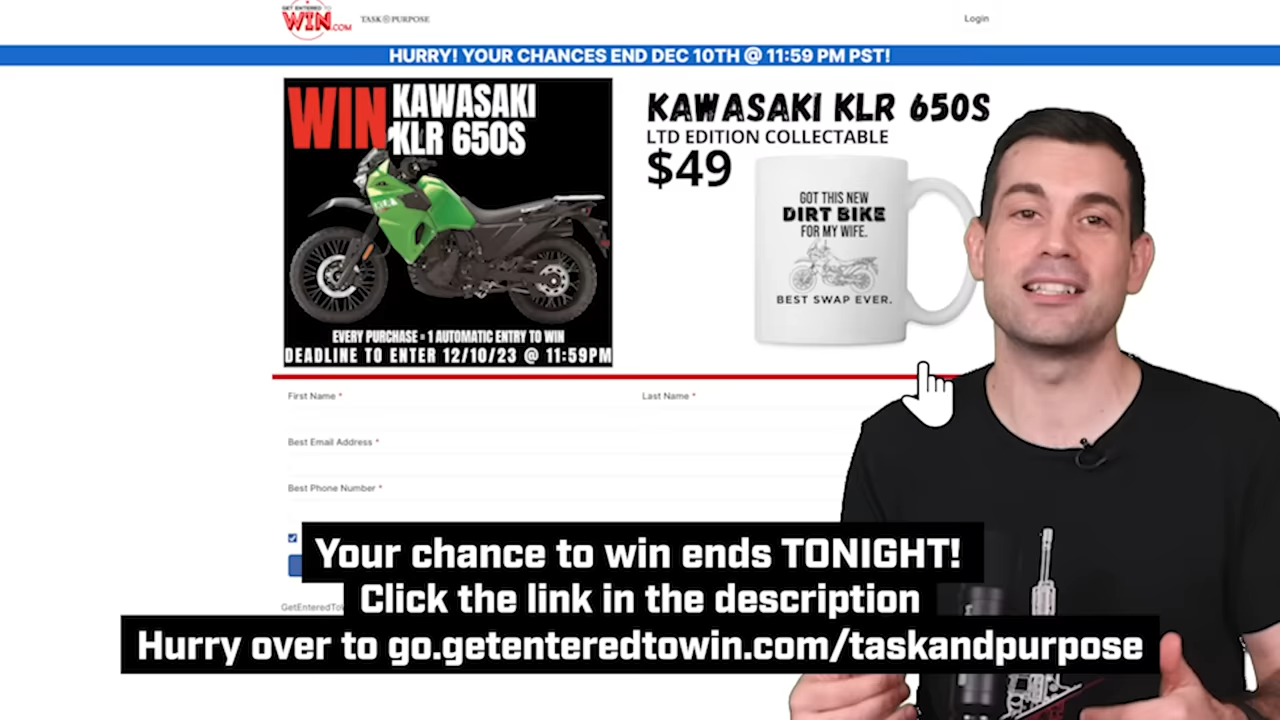 GET ENTERED TO
WIN.COM
TASK & PURPOSE
Login
HURRY! YOUR CHANCES END DEC 10TH @ 11:59 PM PST!
WIN KAWASAKI
KLR 650S
EVERY PURCHASE = 1 AUTOMATIC ENTRY TO WIN
DEADLINE TO ENTER 12/10/23 @ 11:59PM
KAWASAKI KLR 650S
LTD EDITION COLLECTABLE
$49
GOT THIS NEW
DIRT BIKE
FOR MY WIFE.
BEST SWAP EVER.
First Name *
Last Name *
Best Email Address *
Best Phone Number *
GetEnteredToW
Your chance to win ends TONIGHT!
Click the link in the description
Hurry over to go.getenteredtowin.com/taskandpurpose